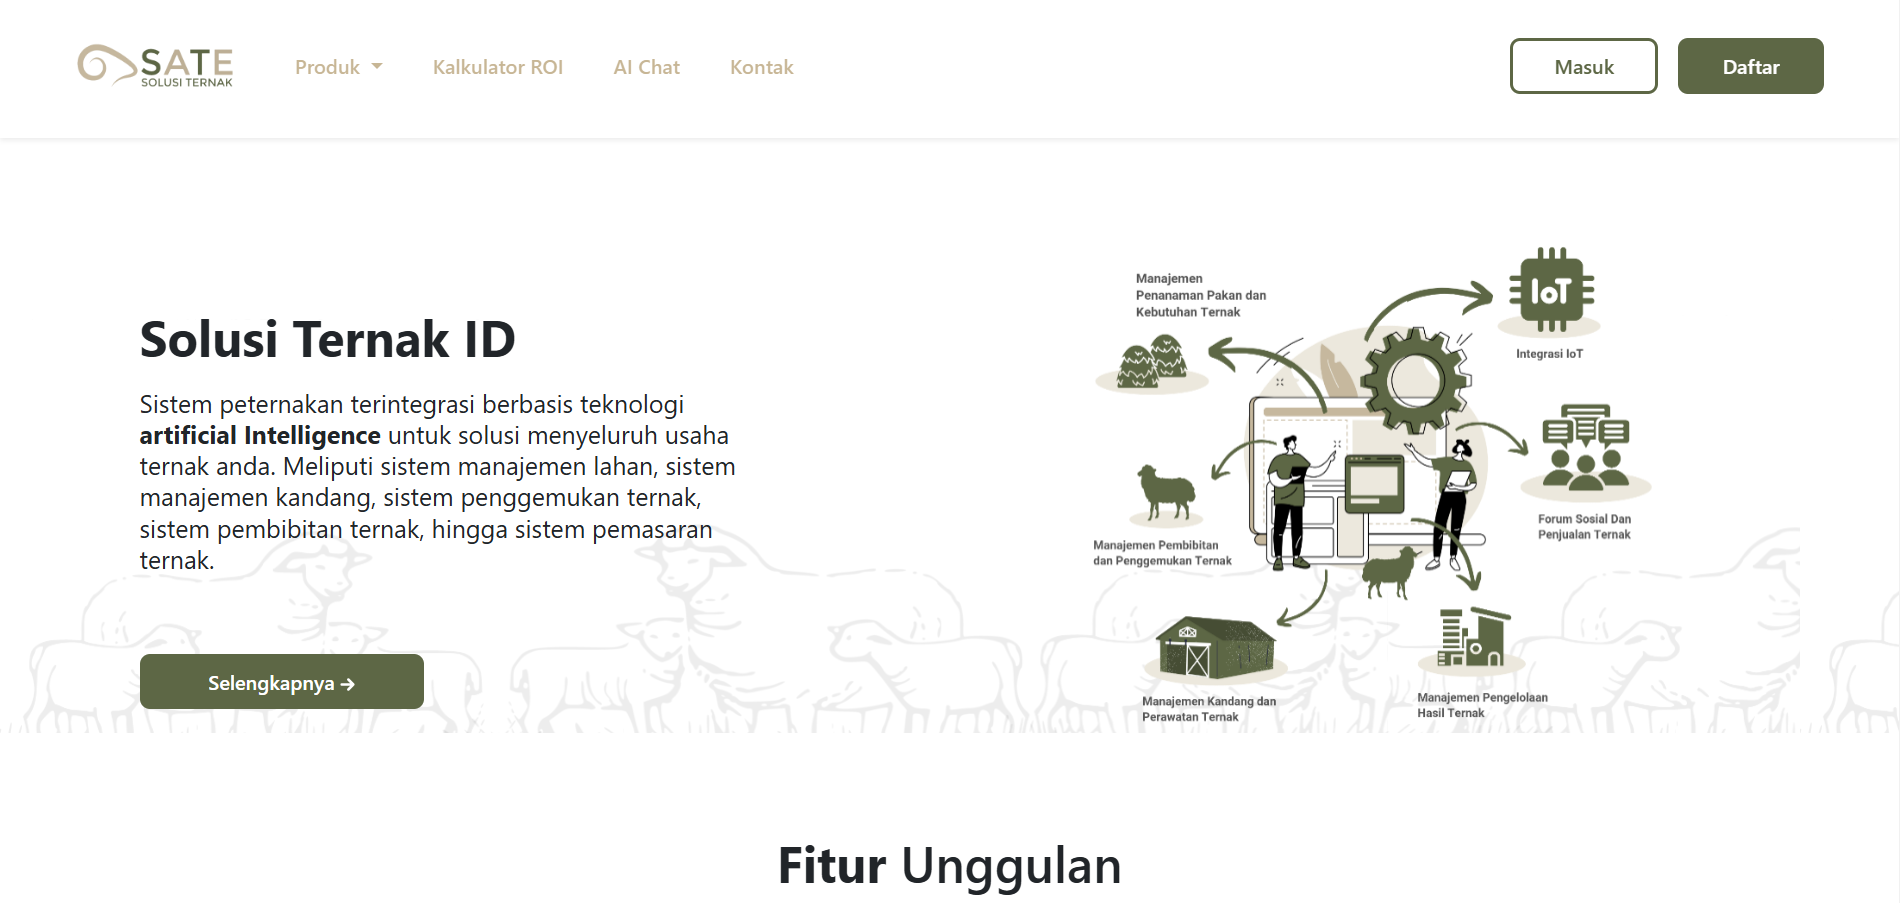 SATE
SOLUSI TERNAK
Produk
Kalkulator ROI
AI Chat
Kontak
Masuk
Daftar
Solusi Ternak ID
Sistem peternakan terintegrasi berbasis teknologi
artificial Intelligence untuk solusi menyeluruh usaha
ternak anda. Meliputi sistem manajemen lahan, sistem
manajemen kandang, sistem penggemukan ternak,
sistem pembibitan ternak, hingga sistem pemasaran
ternak.
Selengkapnya →
Manajemen
Penanaman Pakan dan
Kebutuhan Ternak
IoT
Integrasi IoT
Forum Sosial Dan
Penjualan Ternak
Manajemen Pembibitan
dan Penggemukan Ternak
Manajemen Kandang dan
Perawatan Ternak
Manajemen Pengelolaan
Hasil Ternak
Fitur Unggulan